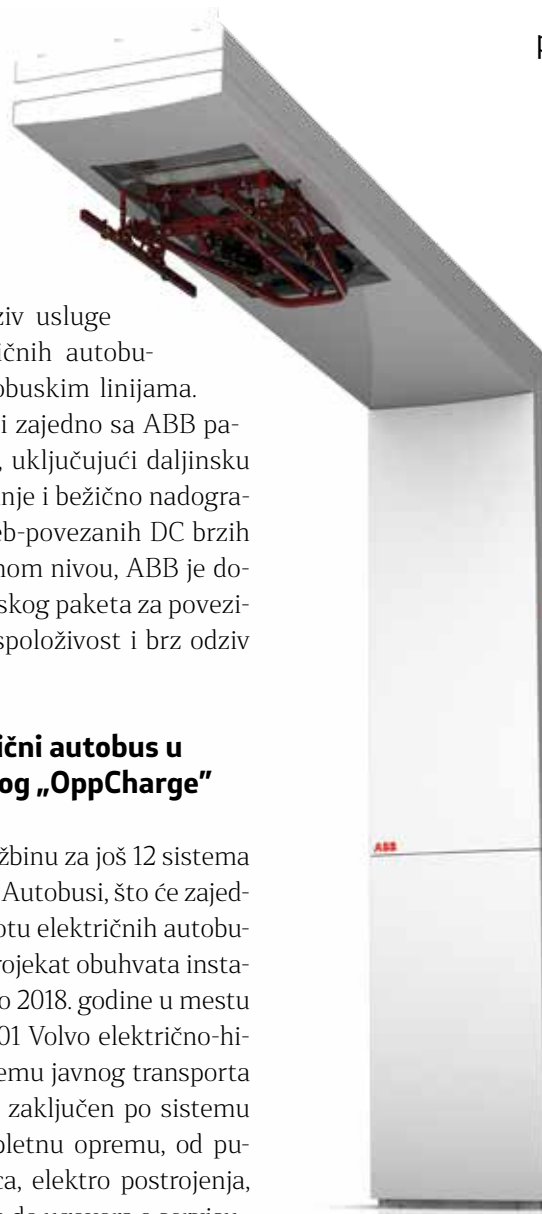 p
ziv usluge
ičnih autobu-
obuskim linijama.
i zajedno sa ABB pa-
, uključujući daljinsku
nje i bežično nadogra-
eb-povezanih DC brzih
nom nivou, ABB je do-
skog paketa za povezi-
spoloživost i brz odziv
ični autobus u
og „OppCharge”
žbinu za još 12 sistema
Autobusi, što će zajed-
otu električnih autobu-
rojekat obuhvata insta-
o 2018. godine u mestu
01 Volvo električno-hi-
emu javnog transporta
zaključen po sistemu
pletnu opremu, od pu-
ca, elektro postrojenja,
ABB